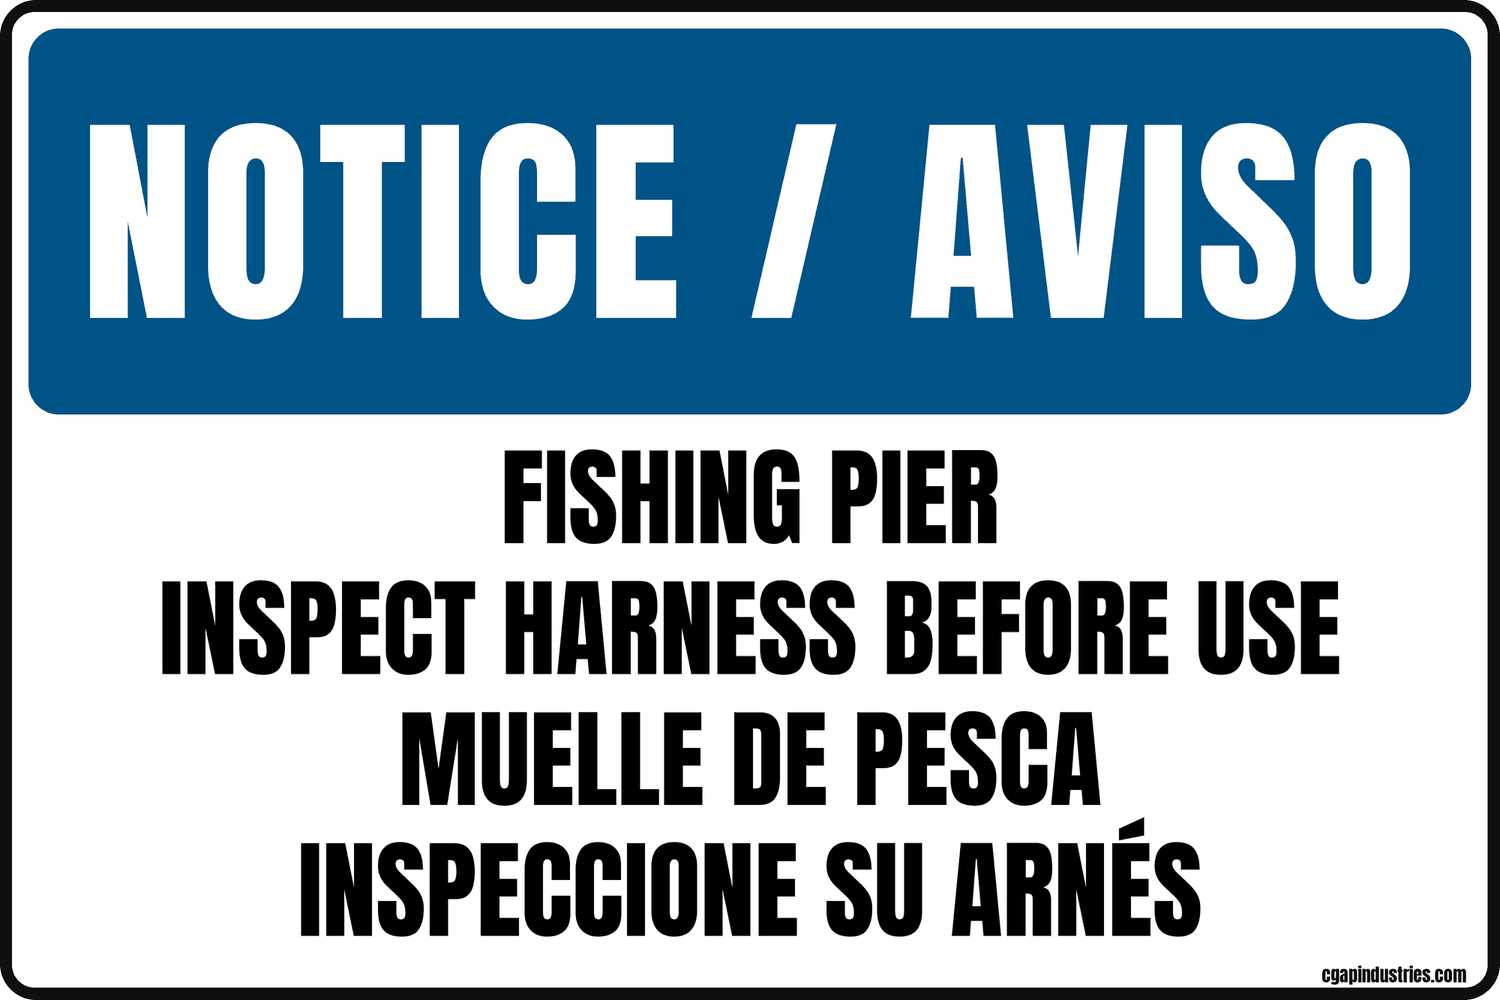 NOTICE / AVISO
FISHING PIER
INSPECT HARNESS BEFORE USE
MUELLE DE PESCA
INSPECCIONE SU ARNÉS
cgapindustries.com